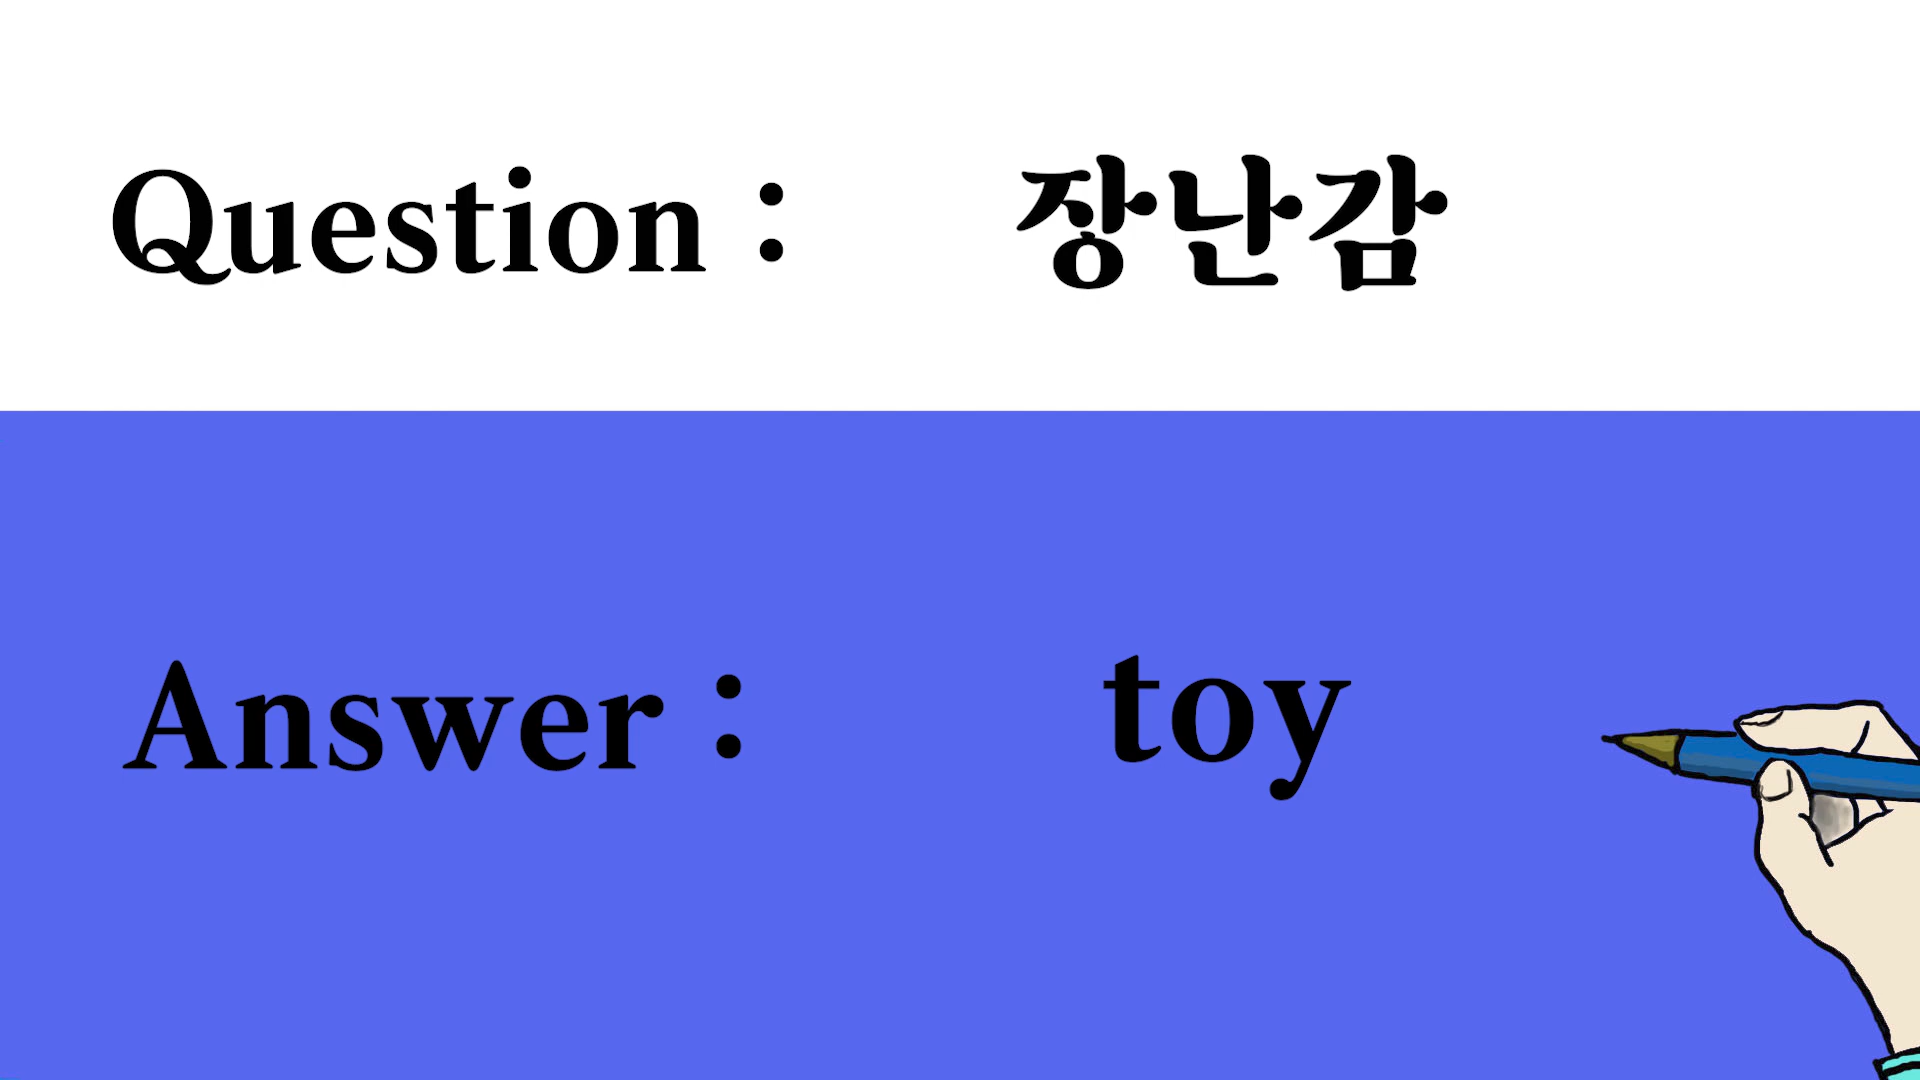 Question : 장난감
Answer : toy